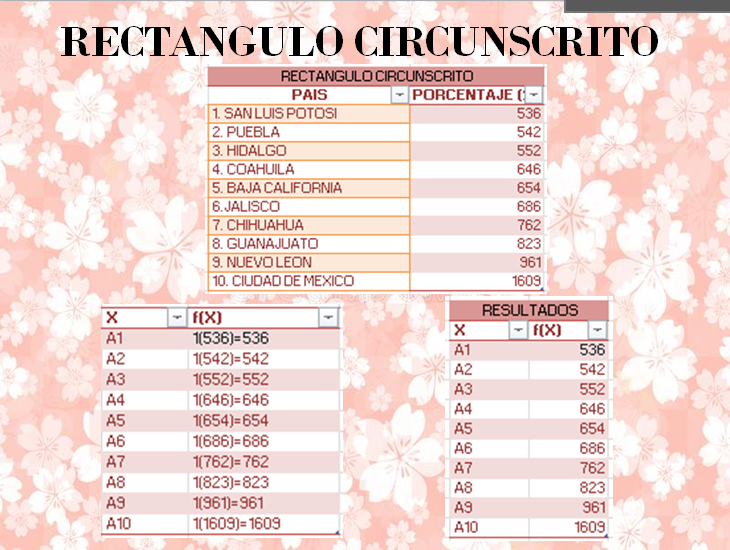 RECTANGULO CIRCUNSCRITO
RECTANGULO CIRCUNSCRITO
PAIS PORCENTAJE (
1. SAN LUIS POTOSI 536
2. PUEBLA 542
3. HIDALGO 552
4. COAHUILA 646
5. BAJA CALIFORNIA 654
6.JALISCO 686
7. CHIHUAHUA 762
8. GUANAJUATO 823
9. NUEVO LEON 961
10. CIUDAD DE MEXICO 1609
X f(X)
A1 1(536)=536
A2 1(542)=542
A3 1(552)=552
A4 1(646)=646
A5 1(654)=654
A6 1(686)=686
A7 1(762)=762
A8 1(823)=823
A9 1(961)=961
A10 1(1609)=1609
RESULTADOS
X f(X)
A1 536
A2 542
A3 552
A4 646
A5 654
A6 686
A7 762
A8 823
A9 961
A10 1609